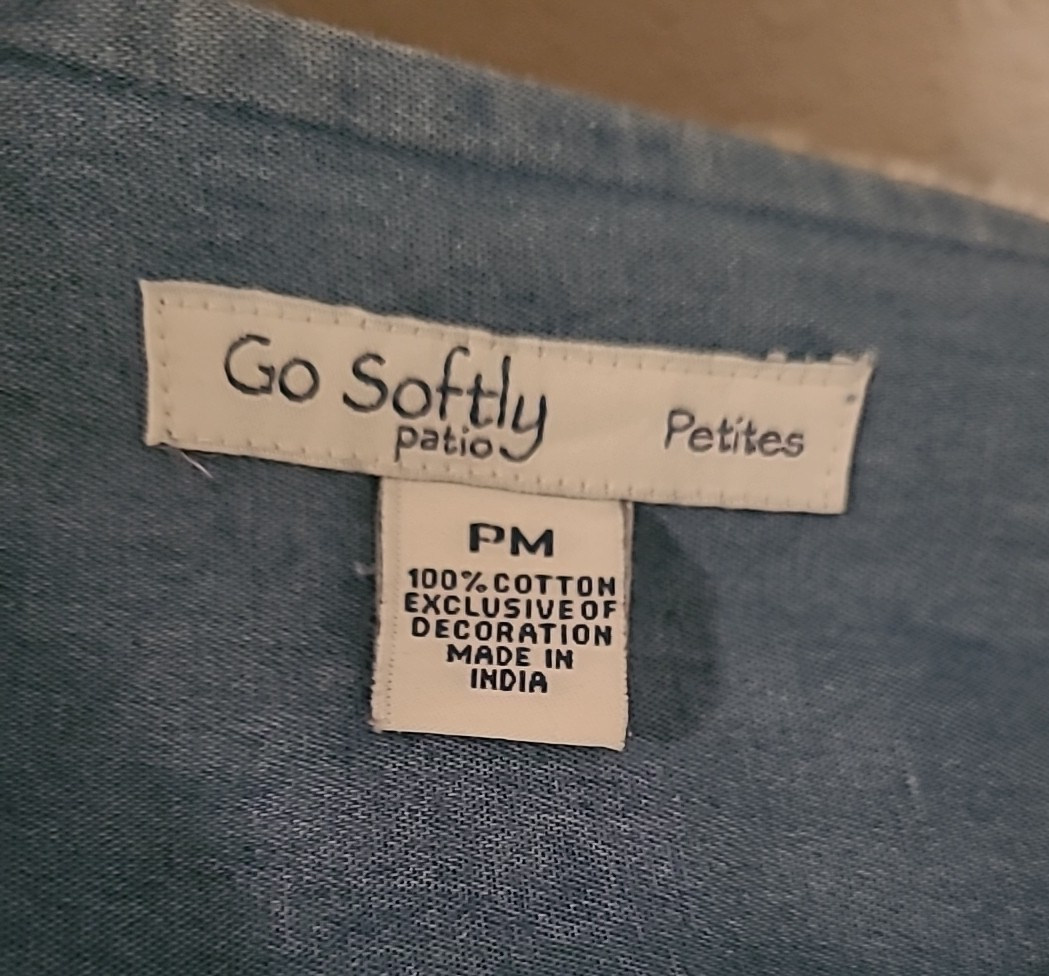 Go Softly
patio
Petites
PM
100% COTTON
EXCLUSIVE OF
DECORATION
MADE IN
INDIA